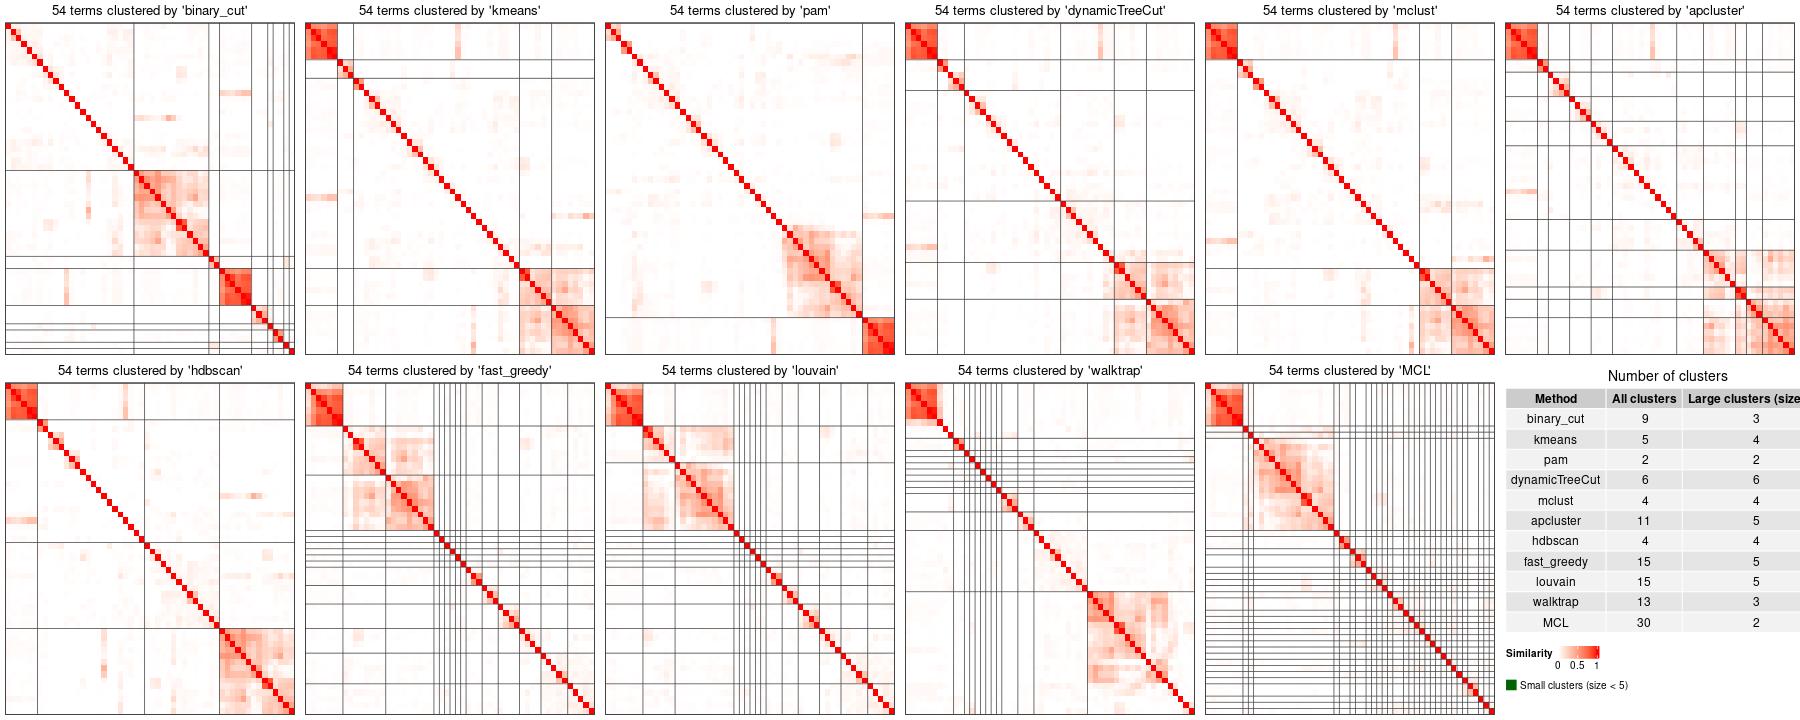 54 terms clustered by 'binary_cut'
54 terms clustered by 'kmeans'
54 terms clustered by 'pam'
54 terms clustered by 'dynamicTreeCut'
54 terms clustered by 'mclust'
54 terms clustered by 'apcluster'
54 terms clustered by 'hdbscan'
54 terms clustered by 'fast_greedy'
54 terms clustered by 'louvain'
54 terms clustered by 'walktrap'
54 terms clustered by 'MCL'
Number of clusters
Method All clusters Large clusters (size
binary_cut 9 3
kmeans 5 4
pam 2 2
dynamicTreeCut 6 6
mclust 4 4
apcluster 11 5
hdbscan 4 4
fast_greedy 15 5
louvain 15 5
walktrap 13 3
MCL 30 2
Similarity
0 0.5 1
Small clusters (size < 5)